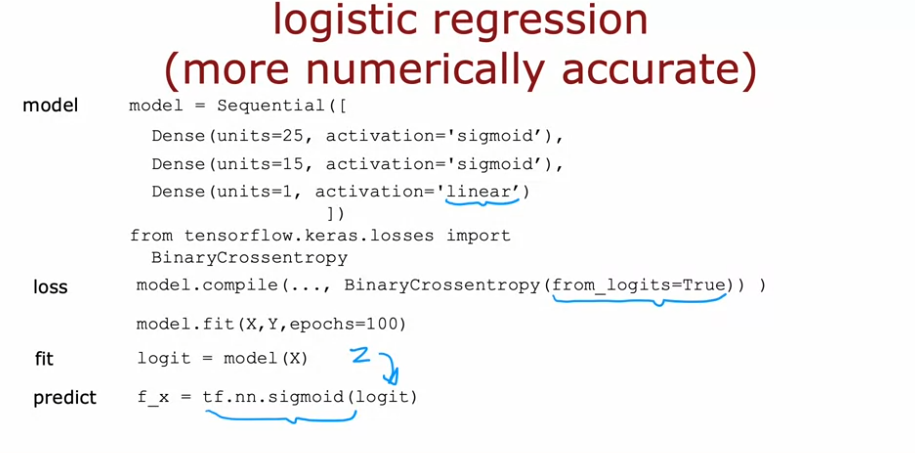 logistic regression
(more numerically accurate)
model model = Sequential([
Dense(units=25, activation='sigmoid’),
Dense(units=15, activation='sigmoid’),
Dense(units=1, activation='linear’)
])
from tensorflow.keras.losses import
BinaryCrossentropy
loss model.compile(..., BinaryCrossentropy(from_logits=True)) )
model.fit(X,Y,epochs=100)
fit logit = model(X) z
predict f_x = tf.nn.sigmoid(logit)